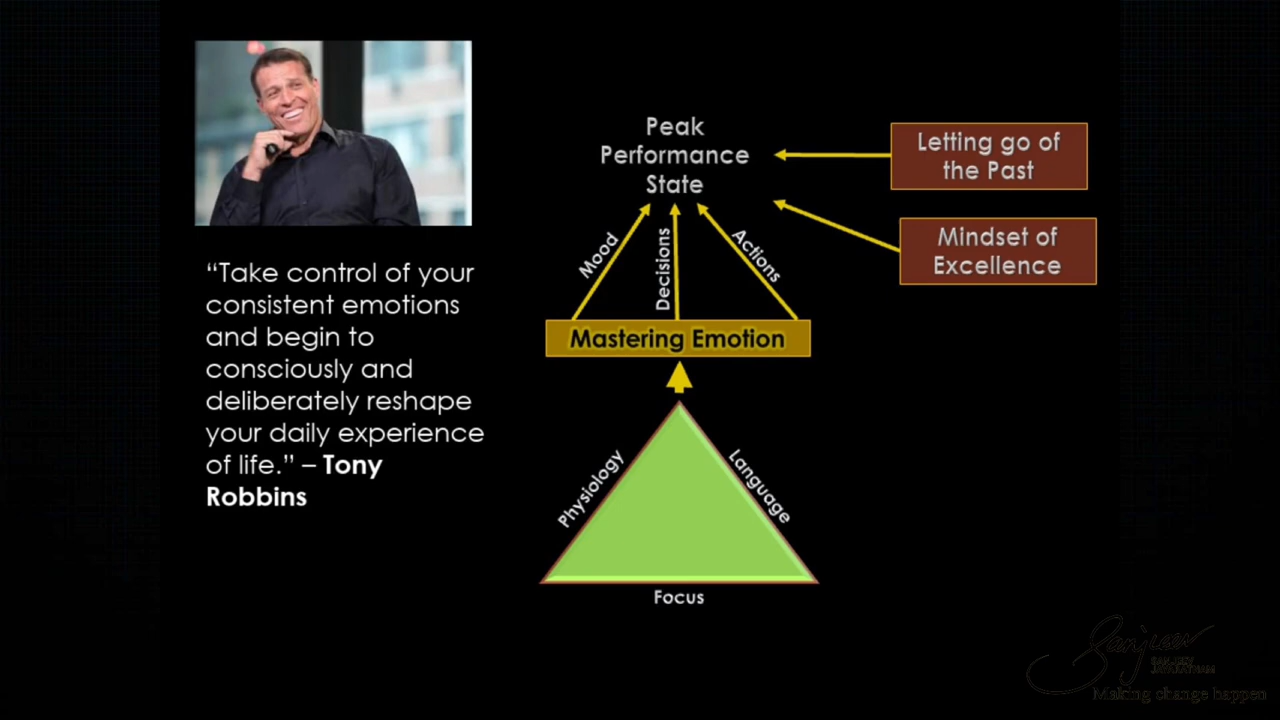 “Take control of your
consistent emotions
and begin to
consciously and
deliberately reshape
your daily experience
of life.” – Tony
Robbins
Peak
Performance
State
Letting go of
the Past
Mindset of
Excellence
Mood
Decisions
Actions
Mastering Emotion
Physiology
Language
Focus
Sanjeev
Making change happen